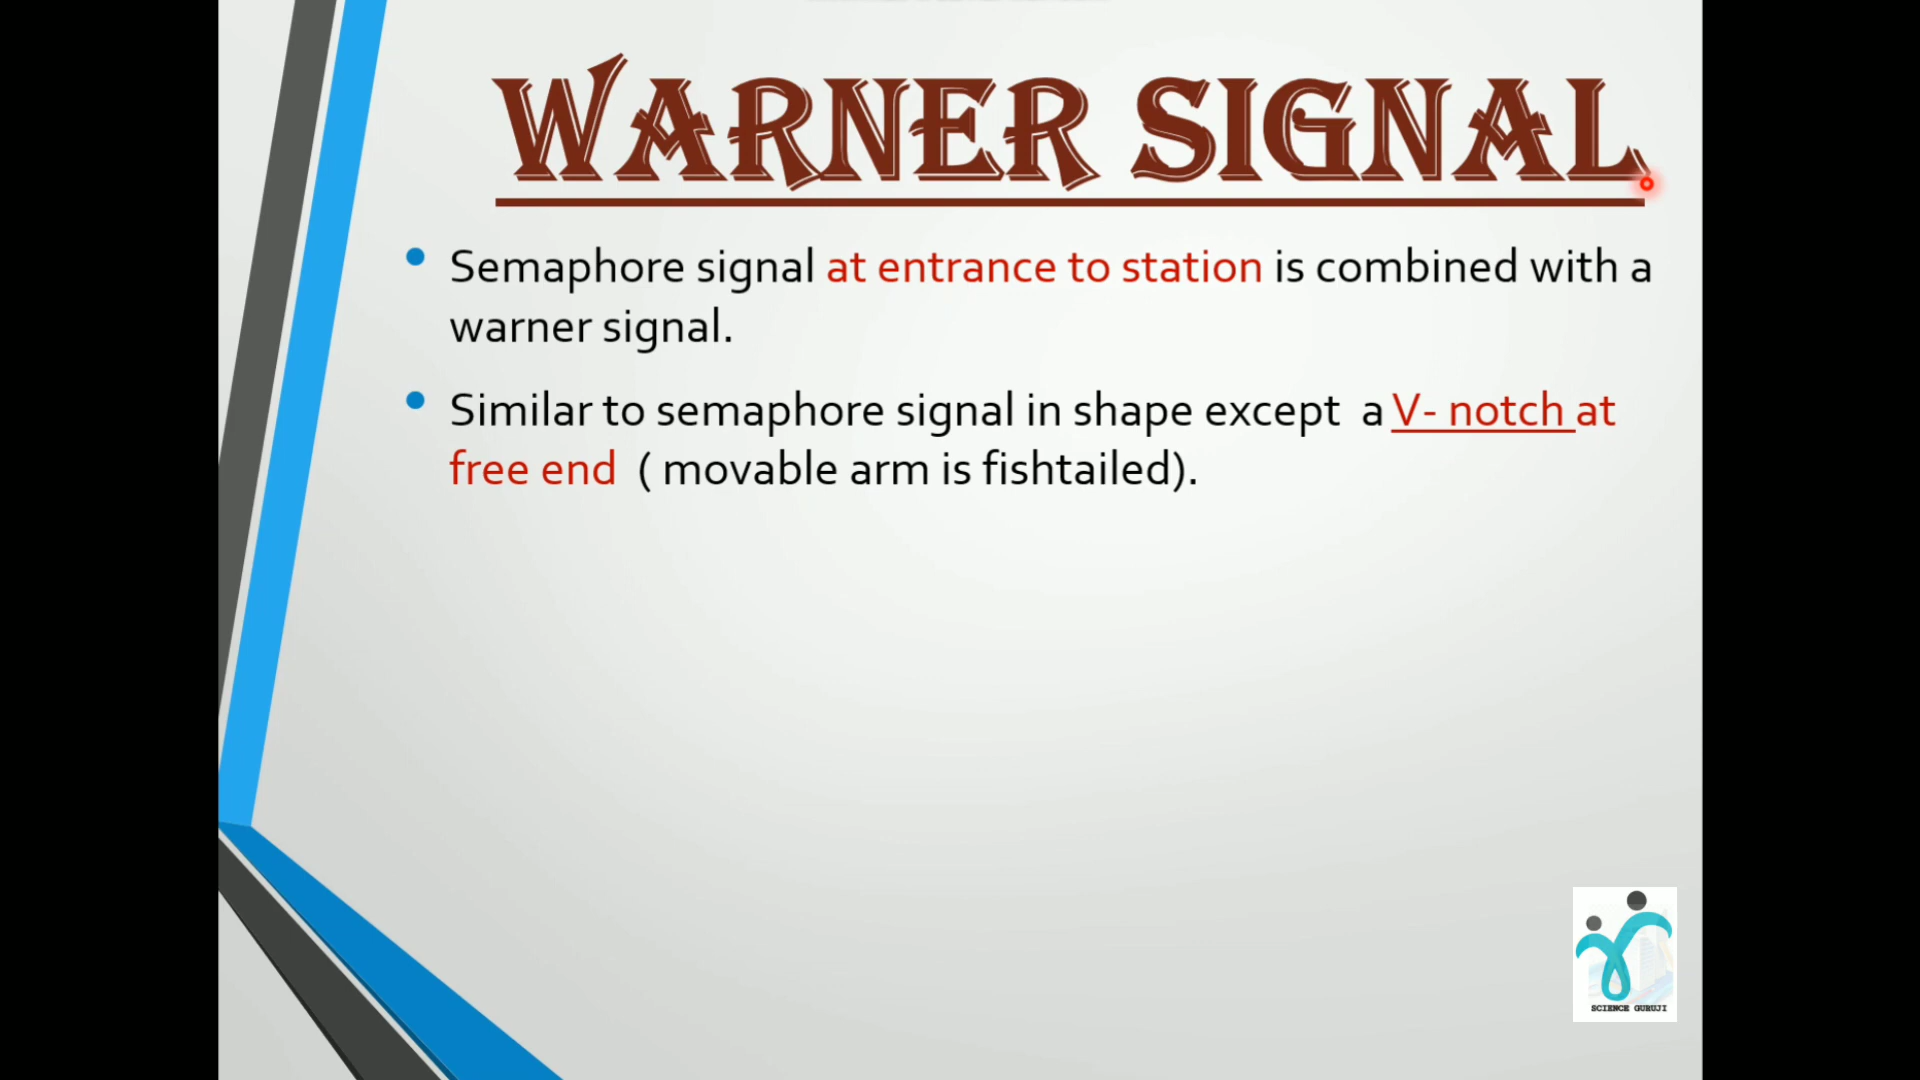 WARNER SIGNAL
• Semaphore signal at entrance to station is combined with a
warner signal.
• Similar to semaphore signal in shape except a V- notch at
free end ( movable arm is fishtailed).
SCIENCE GURUJI